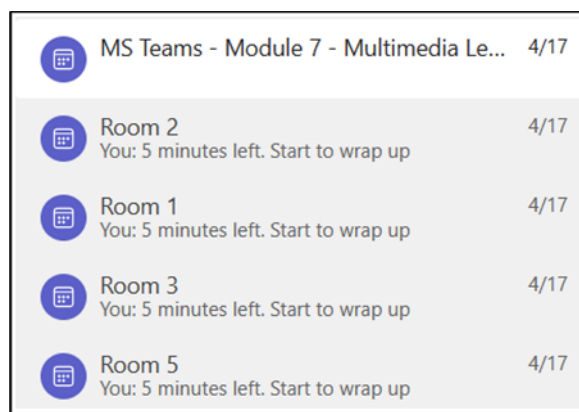 MS Teams - Module 7 - Multimedia Le... 4/17
Room 2 4/17
You: 5 minutes left. Start to wrap up
Room 1 4/17
You: 5 minutes left. Start to wrap up
Room 3 4/17
You: 5 minutes left. Start to wrap up
Room 5 4/17
You: 5 minutes left. Start to wrap up